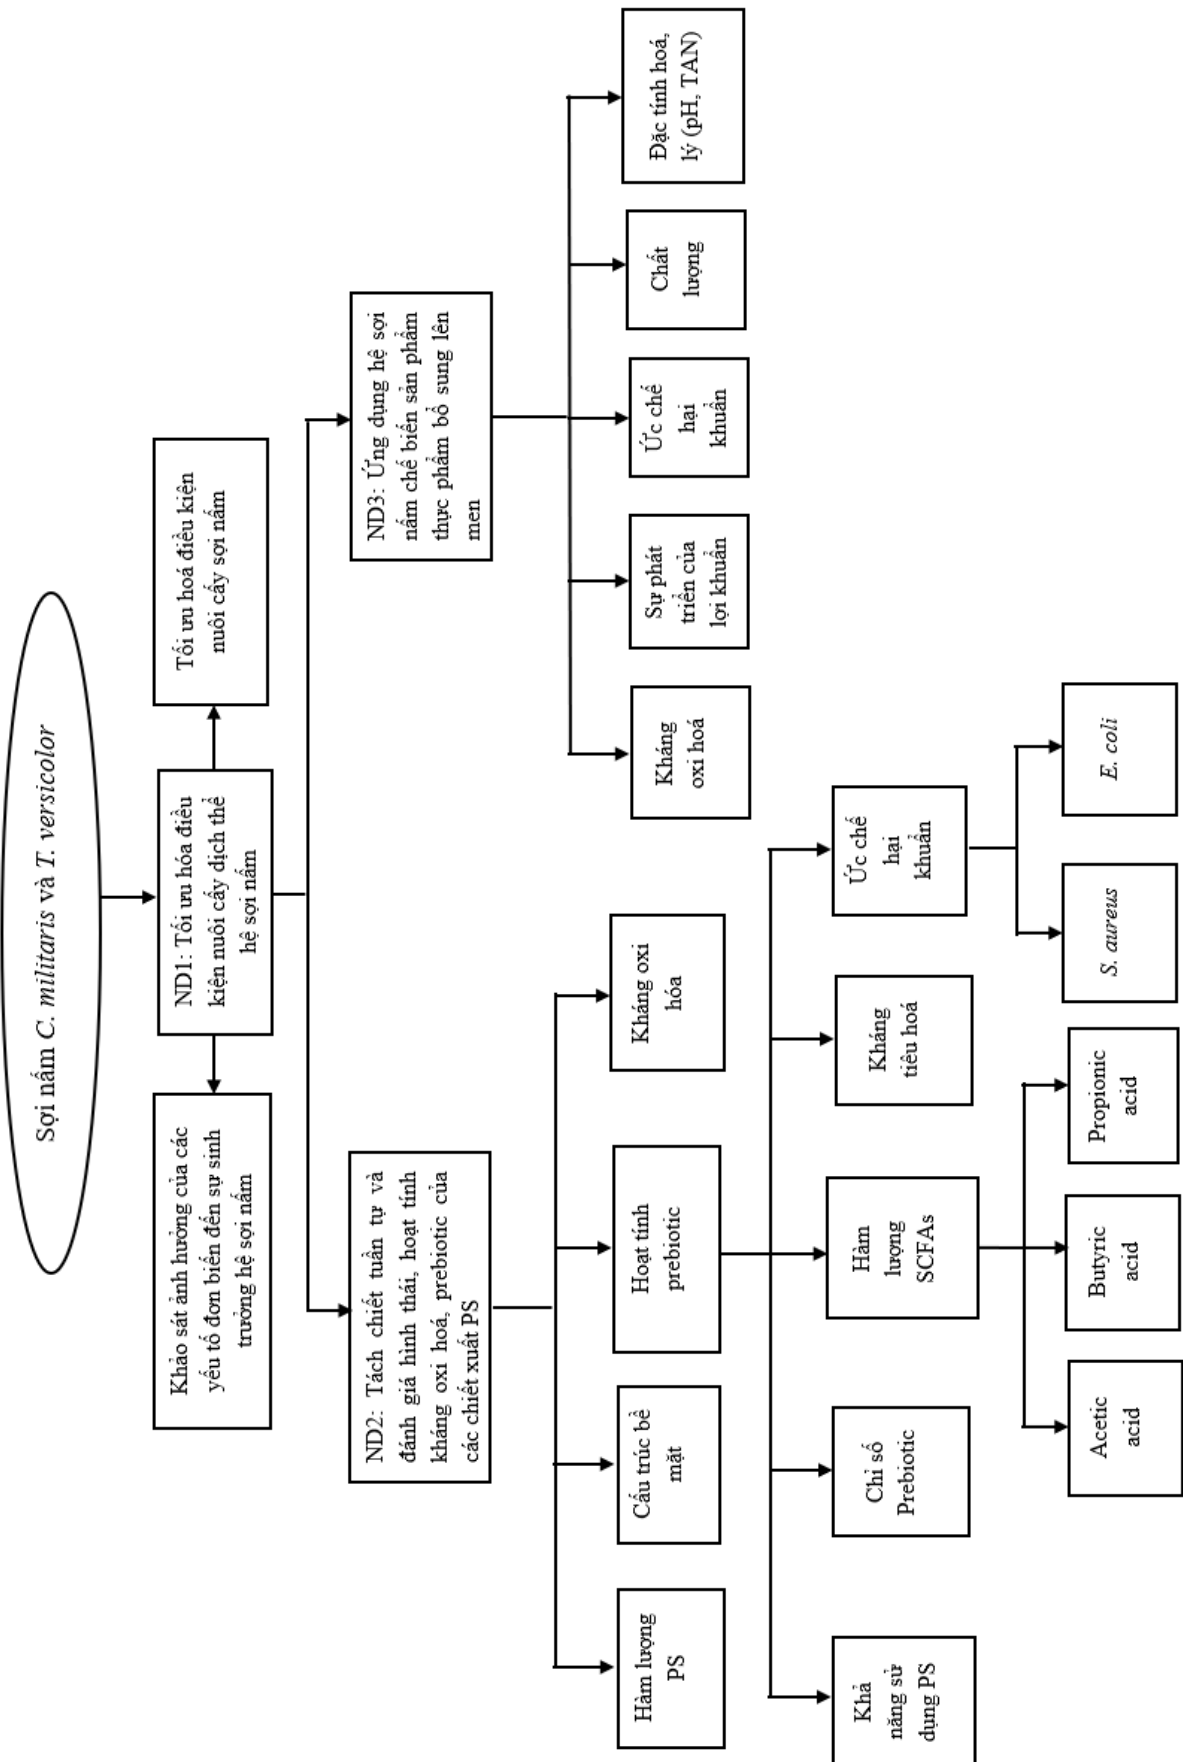 Sợi nấm C. militaris và T. versicolor
Khảo sát ảnh hưởng của các
yếu tố đơn biến đến sự sinh
trưởng hệ sợi nấm
ND1: Tối ưu hóa điều
kiện nuôi cấy dịch thể
hệ sợi nấm
Tối ưu hoá điều kiện
nuôi cấy sợi nấm
ND2: Tách chiết tuần tự và
đánh giá hình thái, hoạt tính
kháng oxi hoá, prebiotic của
các chiết xuất PS
ND3: Ứng dụng hệ sợi
nấm chế biến sản phẩm
thực phẩm bổ sung lên
men
Hàm lượng
PS
Cấu trúc bề
mặt
Hoạt tính
prebiotic
Kháng oxi
hóa
Kháng
oxi hoá
Sự phát
triển của
lợi khuẩn
Ức chế
hại
khuẩn
Chất
lượng
Đặc tính hoá,
lý (pH, TAN)
Khả
năng sử
dụng PS
Chỉ số
Prebiotic
Hàm
lượng
SCFAs
Kháng
tiêu hoá
Ức chế
hại
khuẩn
Acetic
acid
Butyric
acid
Propionic
acid
S. aureus
E. coli